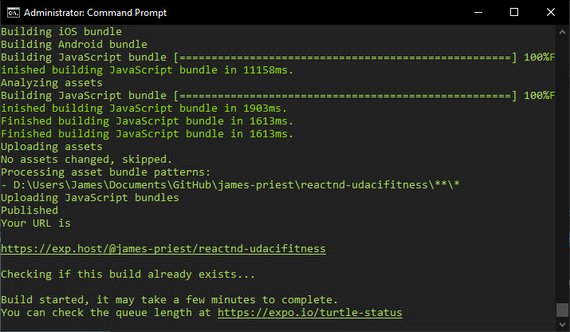 Administrator: Command Prompt
Building iOS bundle
Building Android bundle
Building JavaScript bundle [====================================================] 100%F
inished building JavaScript bundle in 11158ms.
Analyzing assets
Building JavaScript bundle [====================================================] 100%F
inished building JavaScript bundle in 1903ms.
Finished building JavaScript bundle in 1613ms.
Finished building JavaScript bundle in 1613ms.
Uploading assets
No assets changed, skipped.
Processing asset bundle patterns:
- D:\Users\James\Documents\GitHub\james-priest\reactnd-udacifitness\**\*
Uploading JavaScript bundles
Published
Your URL is
https://exp.host/@james-priest/reactnd-udacifitness
Checking if this build already exists...
Build started, it may take a few minutes to complete.
You can check the queue length at https://expo.io/turtle-status